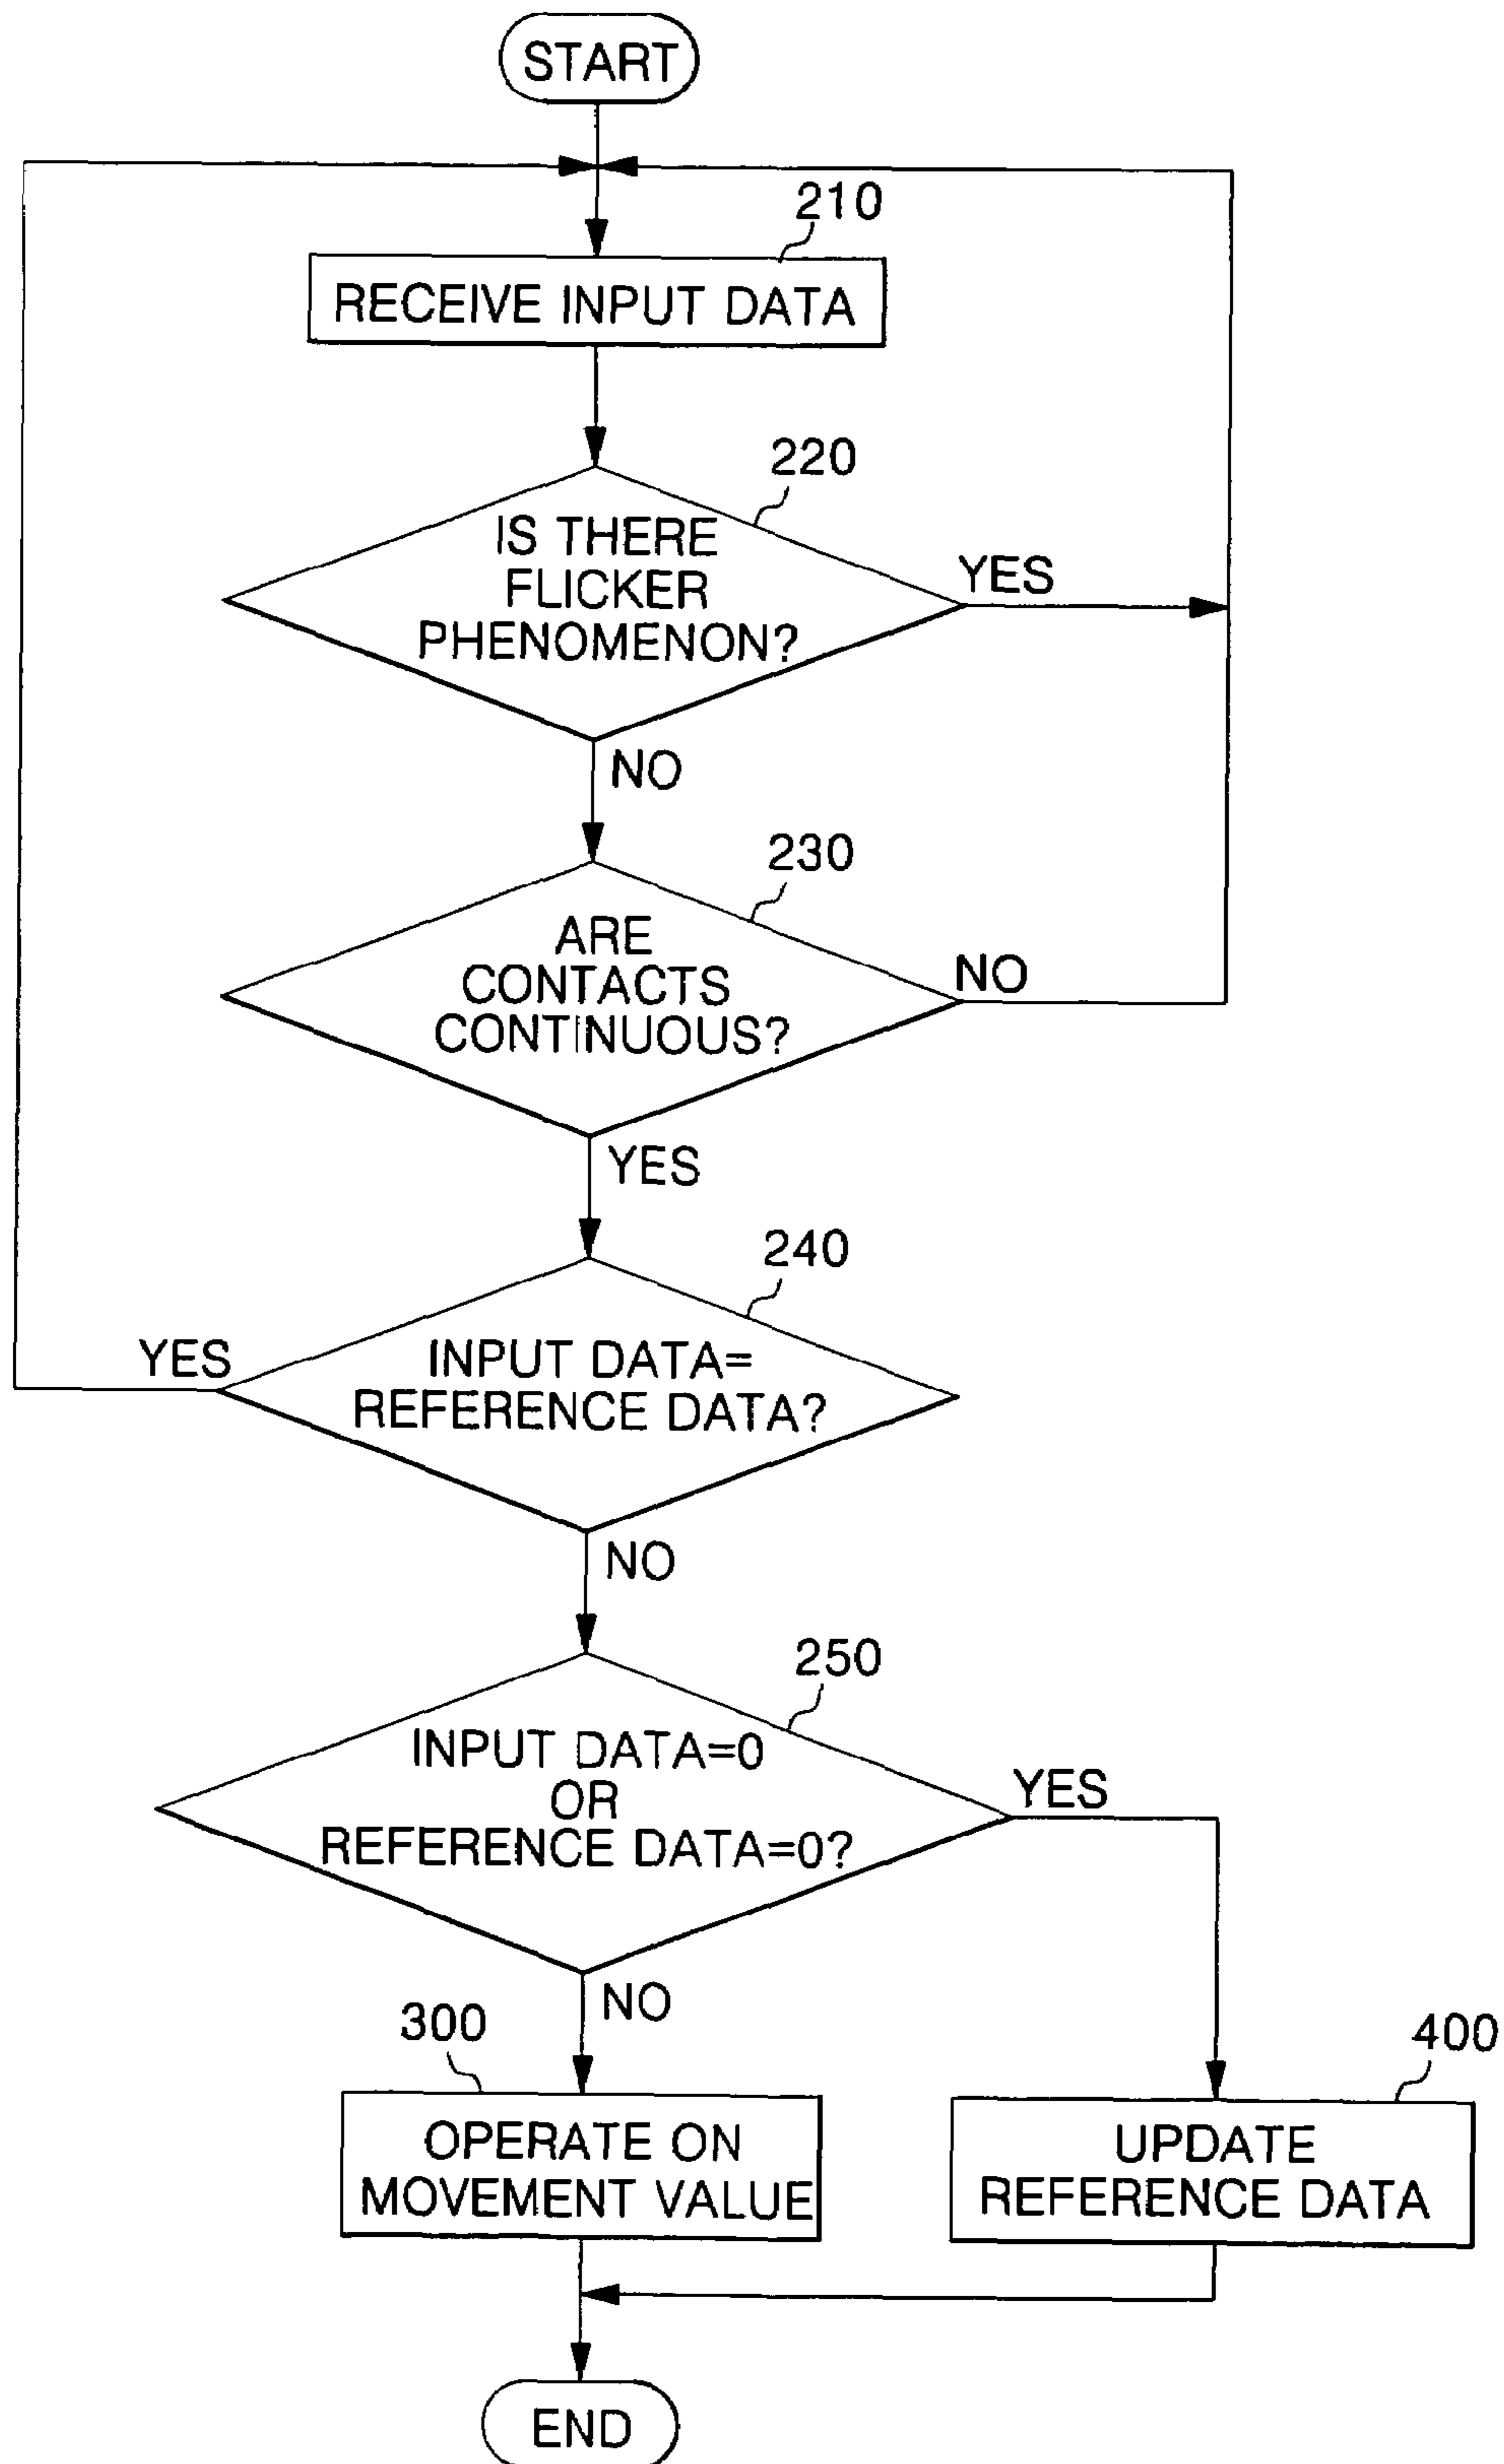 START
210
RECEIVE INPUT DATA
220
IS THERE
FLICKER
PHENOMENON?
YES
NO
230
ARE
CONTACTS
CONTINUOUS?
NO
YES
240
YES
INPUT DATA=
REFERENCE DATA?
NO
250
INPUT DATA=0
OR
REFERENCE DATA=0?
YES
NO
300
OPERATE ON
MOVEMENT VALUE
400
UPDATE
REFERENCE DATA
END